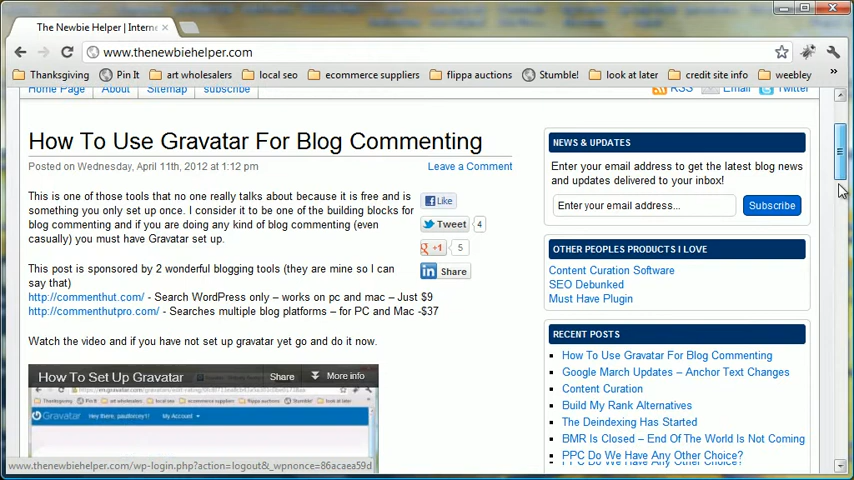 The Newbie Helper | Interne
www.thenewbiehelper.com
Thanksgiving Pin It art wholesalers local seo ecommerce suppliers flippa auctions Stumble! look at later credit site info weebley »
Home Page About Sitemap subscribe RSS Email Twitter
How To Use Gravatar For Blog Commenting
Posted on Wednesday, April 11th, 2012 at 1:12 pm
Leave a Comment
This is one of those tools that no one really talks about because it is free and is
something you only set up once. I consider it to be one of the building blocks for
blog commenting and if you are doing any kind of blog commenting (even
casually) you must have Gravatar set up.
Like
Tweet 4
+1 5
Share
This post is sponsored by 2 wonderful blogging tools (they are mine so I can
say that)
http://commenthut.com/ - Search WordPress only – works on pc and mac – Just $9
http://commenthutpro.com/ - Searches multiple blog platforms – for PC and Mac -$37
Watch the video and if you have not set up gravatar yet go and do it now.
How To Set Up Gravatar Share More info
Gravatar Hey there, paulforcey1! My Account
www.thenewbiehelper.com/wp-login.php?action=logout&_wpnonce=86acaea59d
NEWS & UPDATES
Enter your email address to get the latest blog news
and updates delivered to your inbox!
Enter your email address... Subscribe
OTHER PEOPLES PRODUCTS I LOVE
Content Curation Software
SEO Debunked
Must Have Plugin
RECENT POSTS
How To Use Gravatar For Blog Commenting
Google March Updates – Anchor Text Changes
Content Curation
Build My Rank Alternatives
The Deindexing Has Started
BMR Is Closed – End Of The World Is Not Coming
PPC Do We Have Any Other Choice?